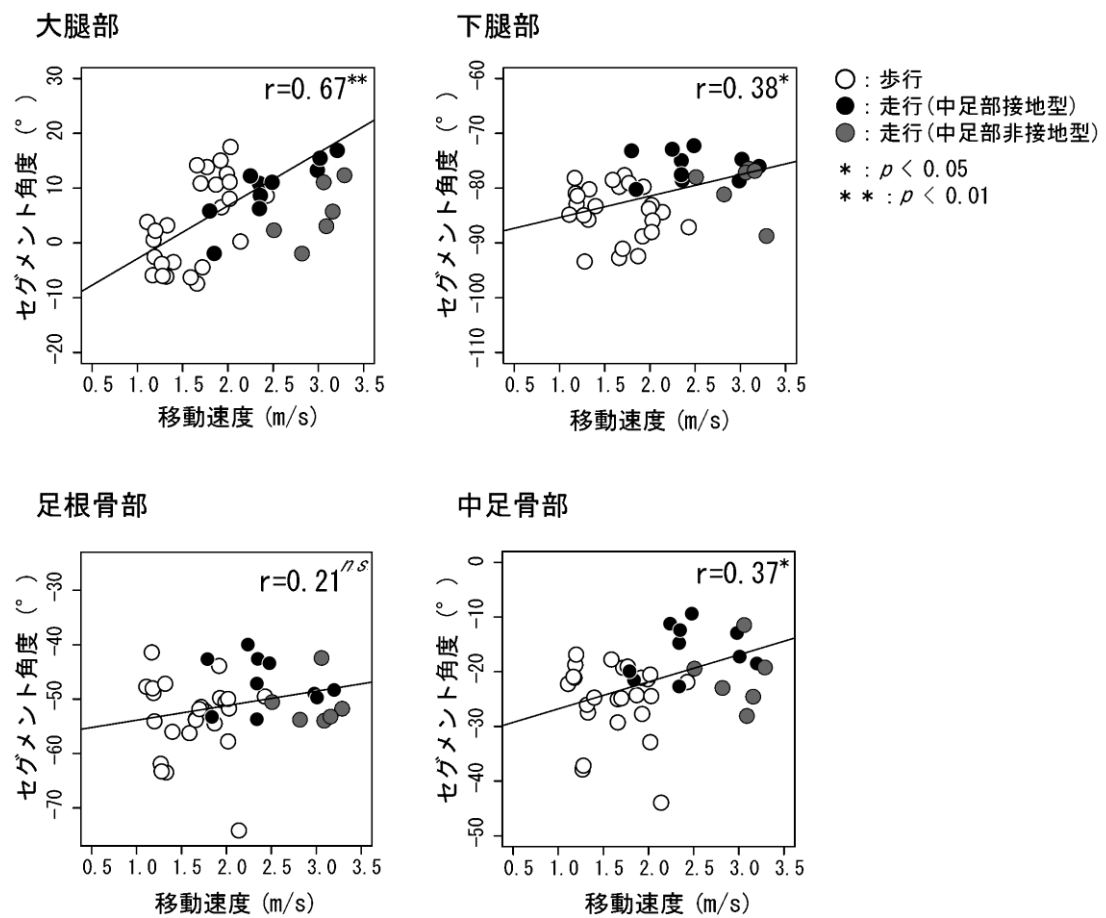 大腿部
r=0.67**
セグメント角度 (°)
30
20
10
0
-10
-20
0.5 1.0 1.5 2.0 2.5 3.0 3.5
移動速度 (m/s)
下腿部
r=0.38*
セグメント角度 (°)
-60
-70
-80
-90
-100
-110
0.5 1.0 1.5 2.0 2.5 3.0 3.5
移動速度 (m/s)
○ : 歩行
● : 走行(中足部接地型)
● : 走行(中足部非接地型)
* : p < 0.05
** : p < 0.01
足根骨部
r=0.21ns
セグメント角度 (°)
-30
-40
-50
-60
-70
0.5 1.0 1.5 2.0 2.5 3.0 3.5
移動速度 (m/s)
中足骨部
r=0.37*
セグメント角度 (°)
0
-10
-20
-30
-40
-50
0.5 1.0 1.5 2.0 2.5 3.0 3.5
移動速度 (m/s)